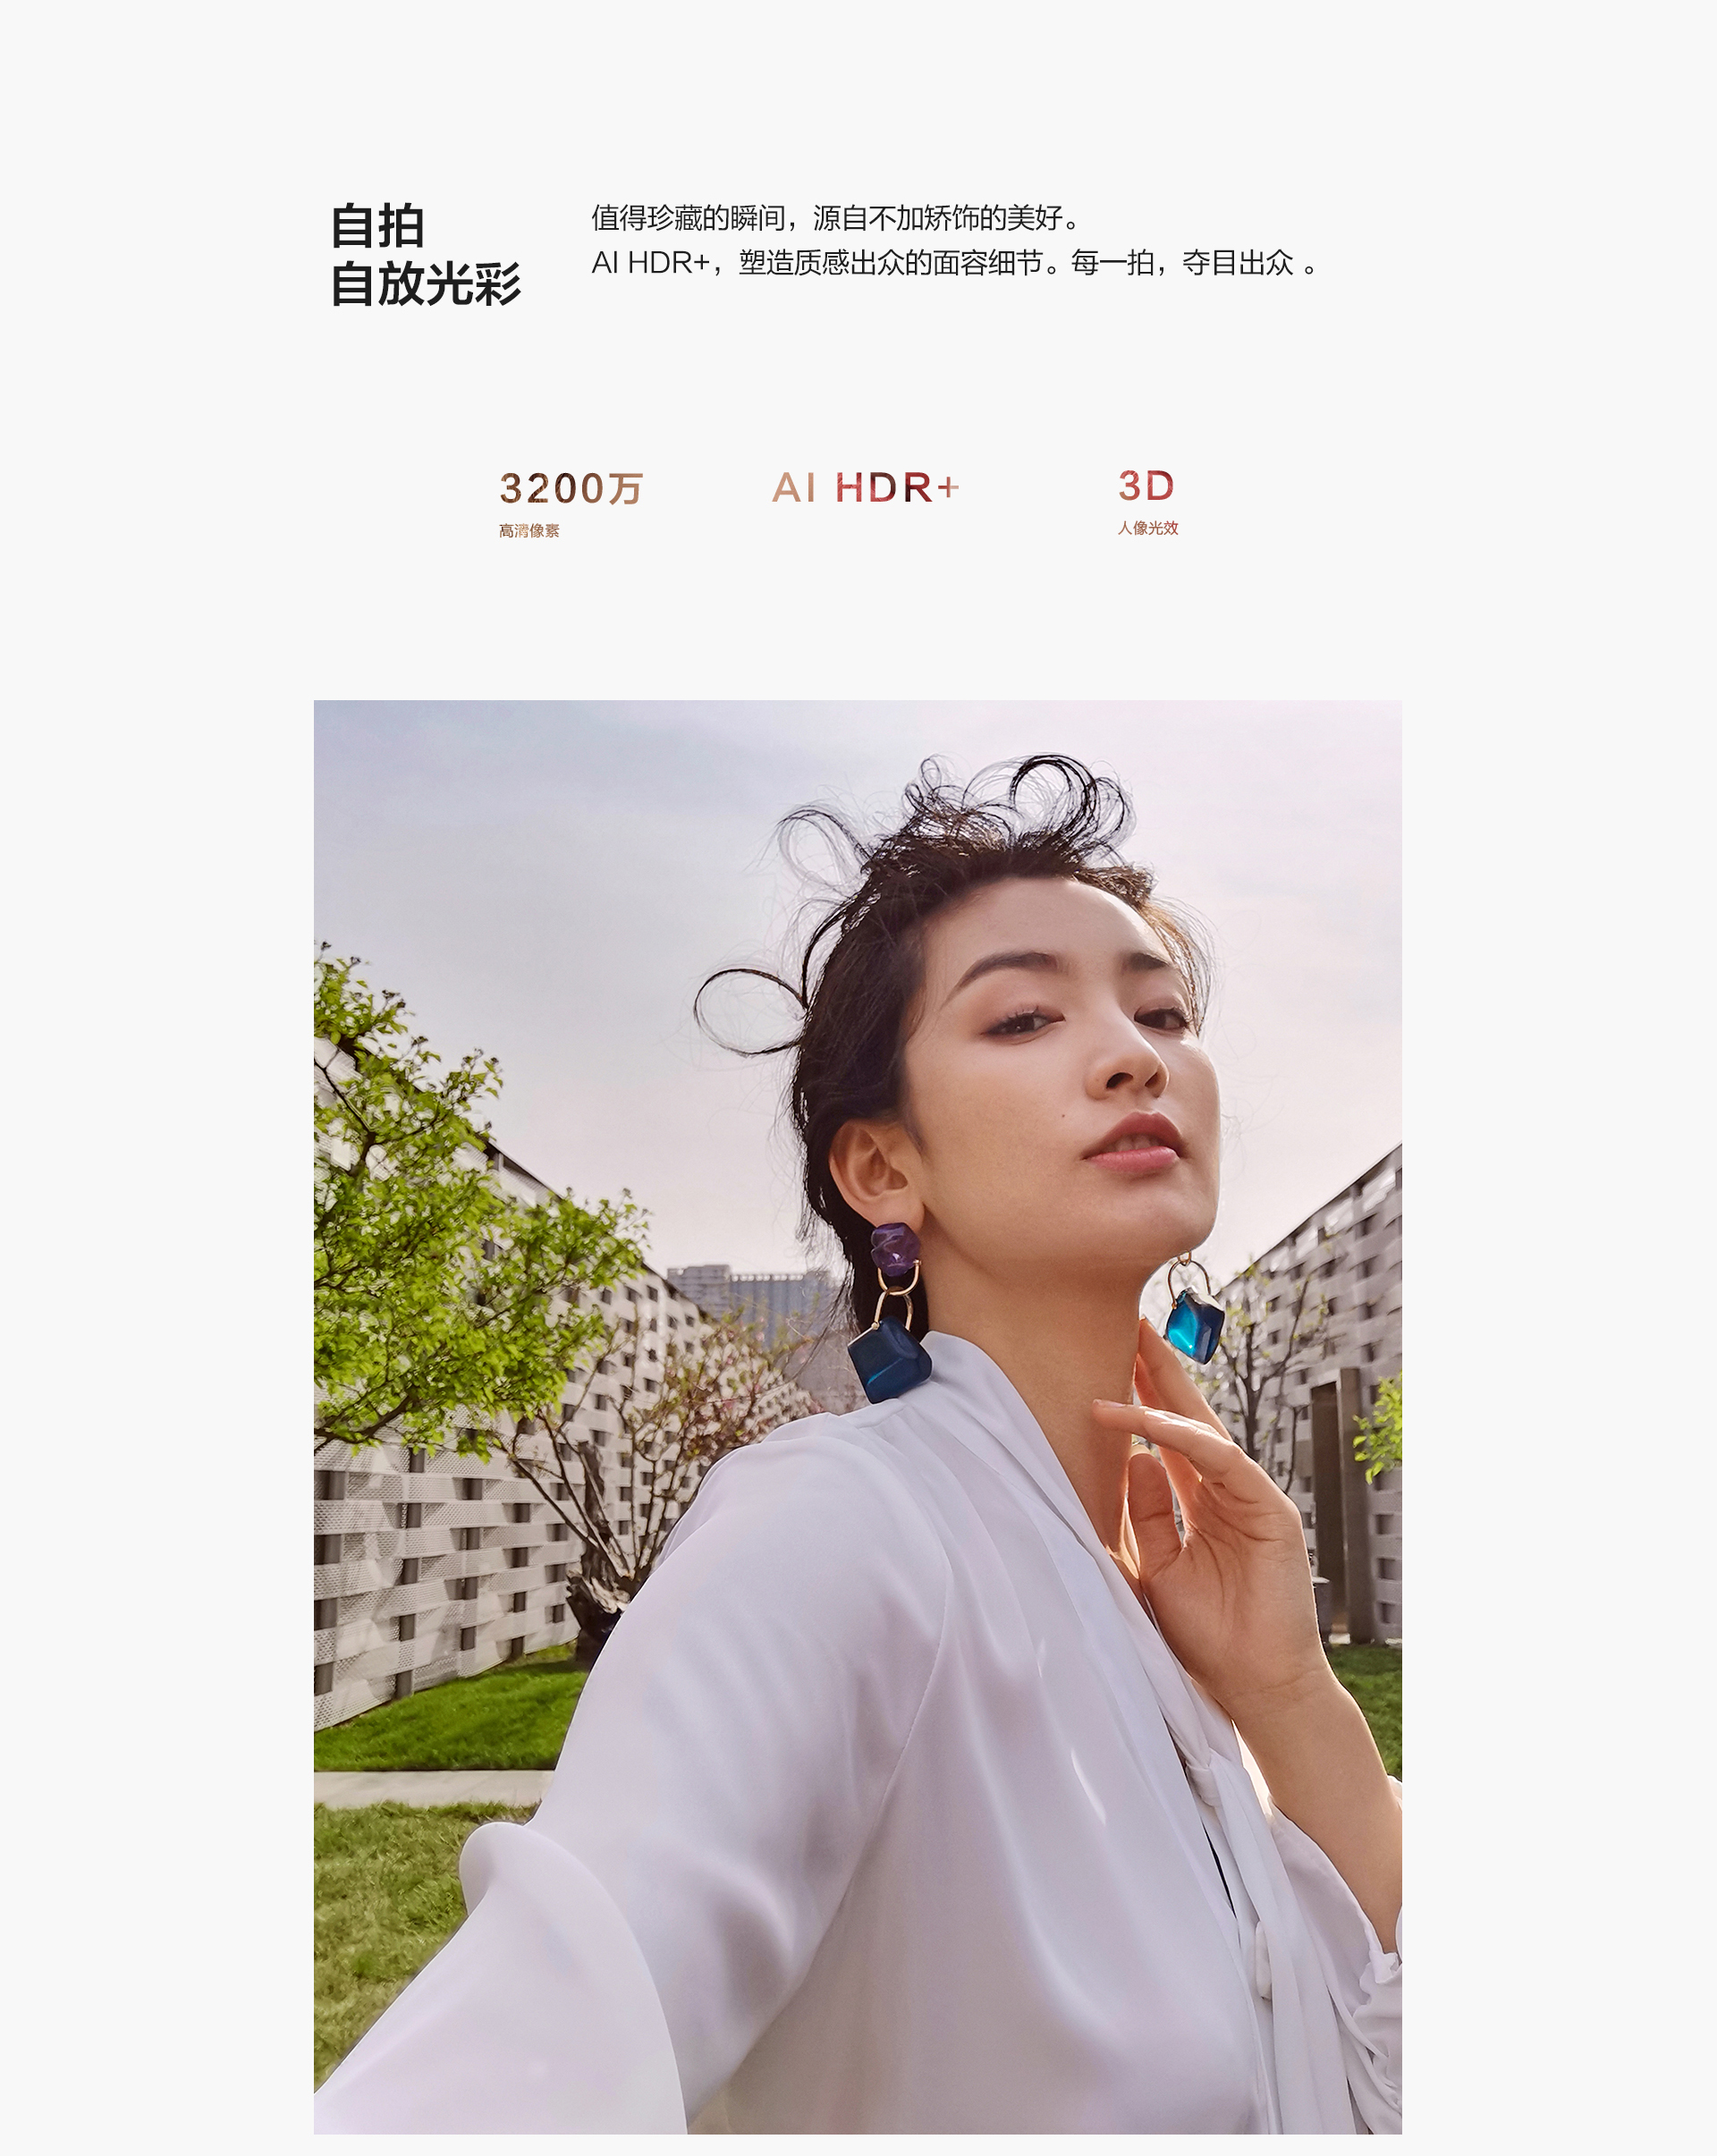 自拍
自放光彩
值得珍藏的瞬间，源自不加矫饰的美好。
AI HDR+，塑造质感出众的面容细节。每一拍，夺目出众 。
3200万
高清像素
AI HDR+
3D
人像光效